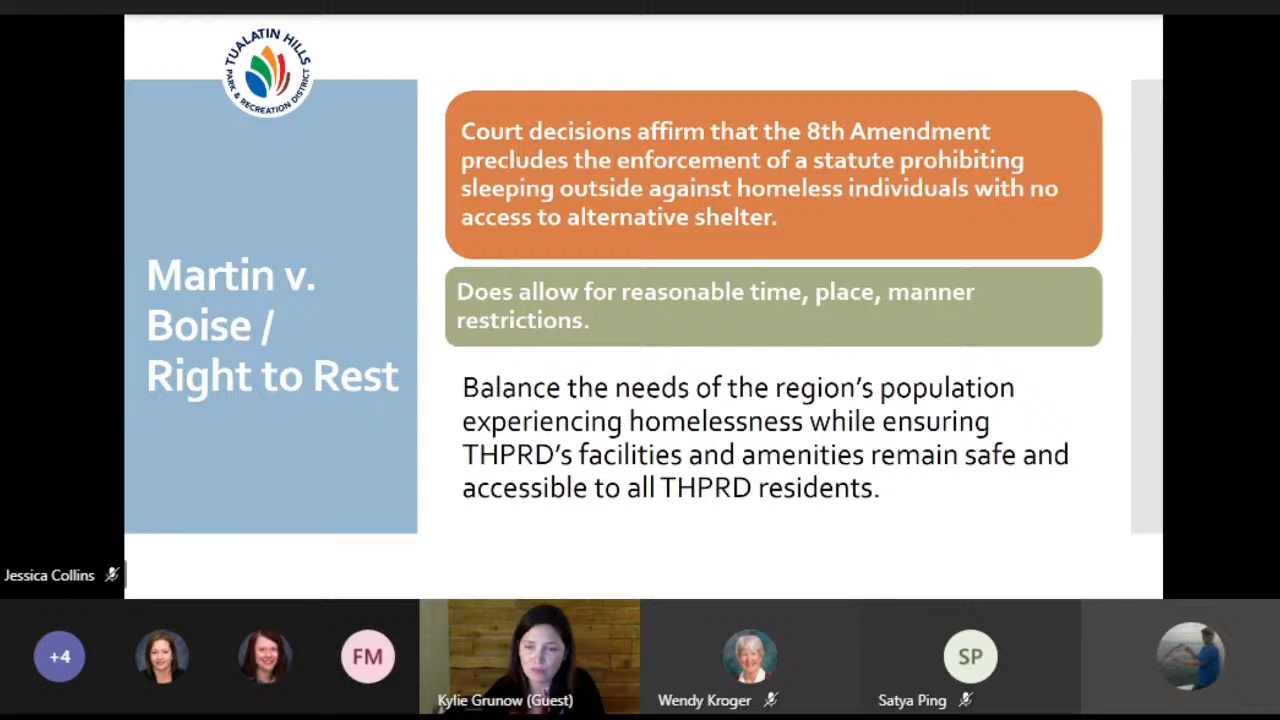 TUALATIN HILLS
PARK & RECREATION DISTRICT
Martin v.
Boise /
Right to Rest
Court decisions affirm that the 8th Amendment
precludes the enforcement of a statute prohibiting
sleeping outside against homeless individuals with no
access to alternative shelter.
Does allow for reasonable time, place, manner
restrictions.
Balance the needs of the region’s population
experiencing homelessness while ensuring
THPRD’s facilities and amenities remain safe and
accessible to all THPRD residents.
Jessica Collins
+4
FM
Kylie Grunow (Guest)
Wendy Kroger
SP
Satya Ping